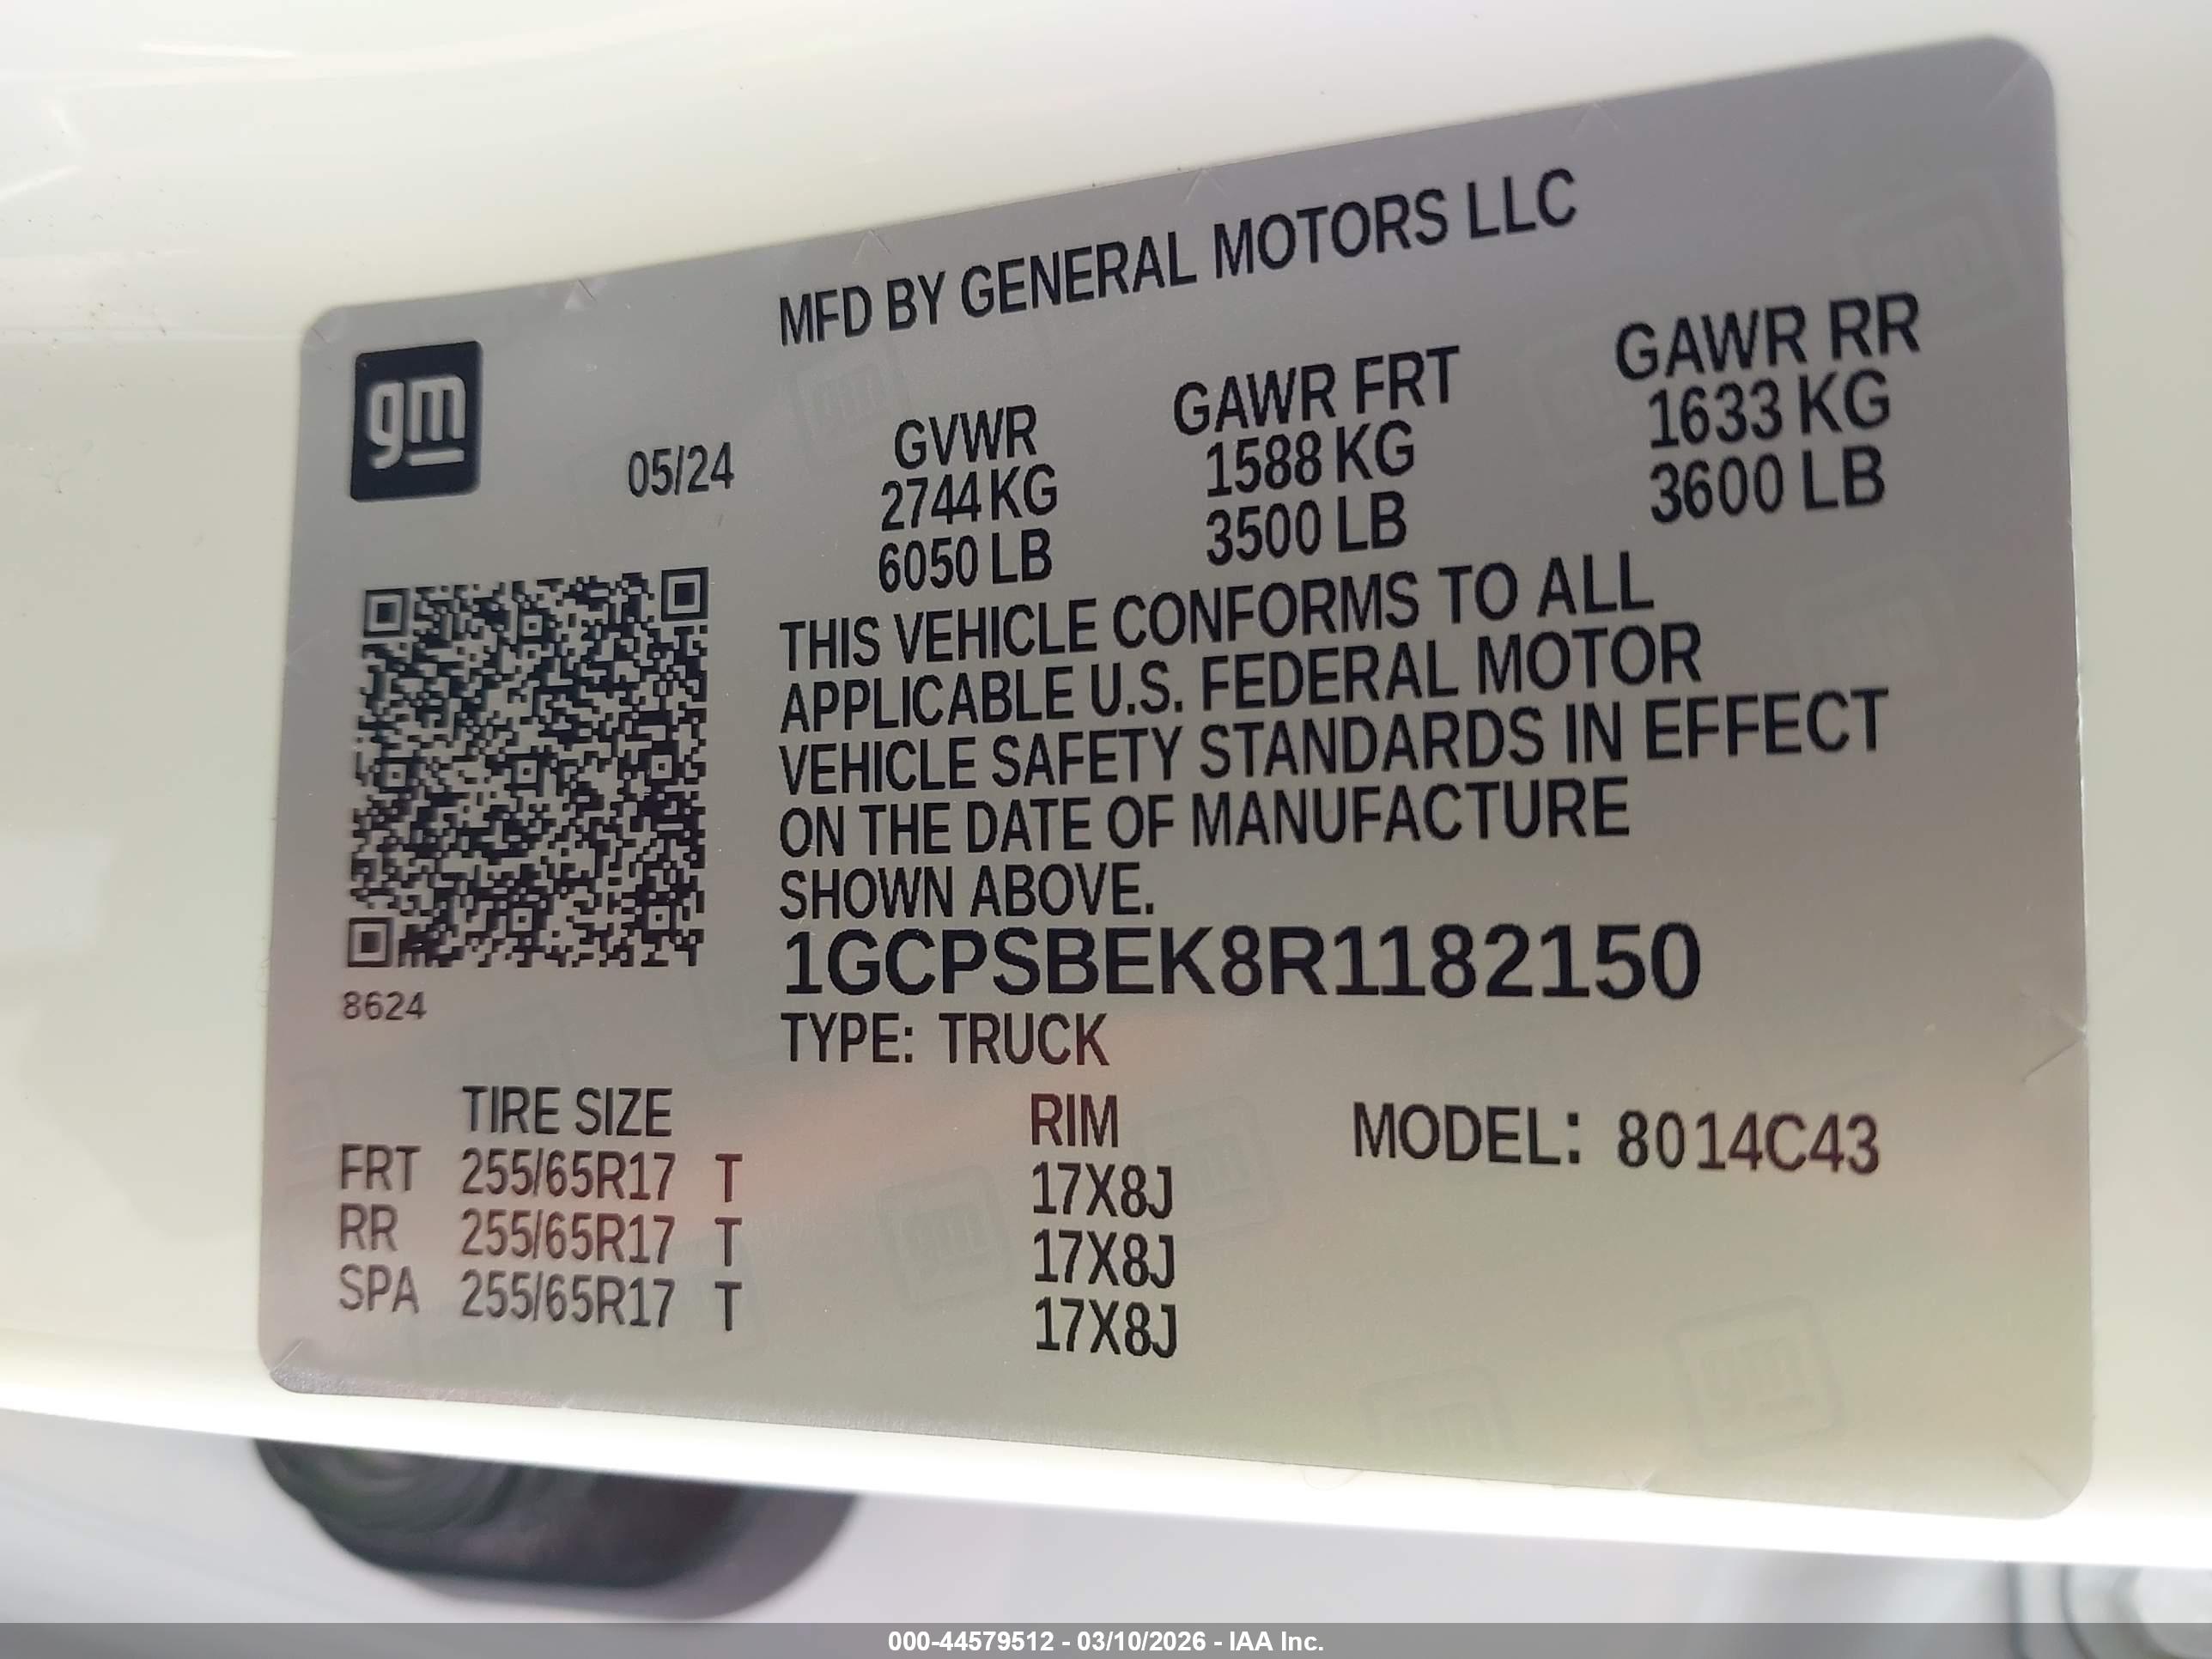 MFD BY GENERAL MOTORS LLC
gm
05/24
GVWR GAWR FRT GAWR RR
2744 KG 1588 KG 1633 KG
6050 LB 3500 LB 3600 LB
THIS VEHICLE CONFORMS TO ALL
APPLICABLE U.S. FEDERAL MOTOR
VEHICLE SAFETY STANDARDS IN EFFECT
ON THE DATE OF MANUFACTURE
SHOWN ABOVE.
1GCPSBEK8R1182150
8624
TYPE: TRUCK
TIRE SIZE RIM MODEL: 8014C43
FRT 255/65R17 T 17X8J
RR 255/65R17 T 17X8J
SPA 255/65R17 T 17X8J
000-44579512 - 03/10/2026 - IAA Inc.